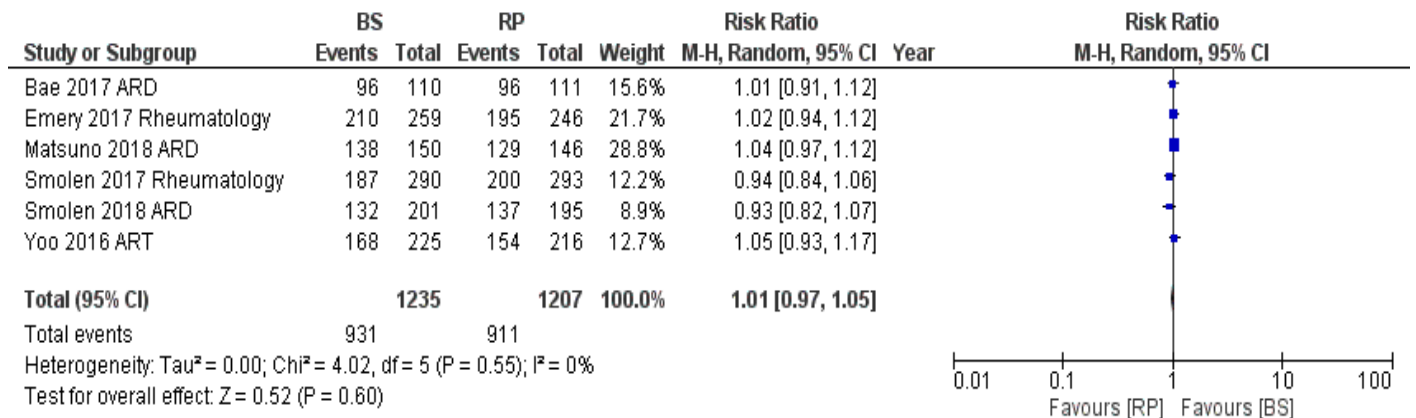 BS RP Risk Ratio Risk Ratio
Study or Subgroup Events Total Events Total Weight M-H, Random, 95% CI Year M-H, Random, 95% CI
Bae 2017 ARD 96 110 96 111 15.6% 1.01 [0.91, 1.12]
Emery 2017 Rheumatology 210 259 195 246 21.7% 1.02 [0.94, 1.12]
Matsuno 2018 ARD 138 150 129 146 28.8% 1.04 [0.97, 1.12]
Smolen 2017 Rheumatology 187 290 200 293 12.2% 0.94 [0.84, 1.06]
Smolen 2018 ARD 132 201 137 195 8.9% 0.93 [0.82, 1.07]
Yoo 2016 ART 168 225 154 216 12.7% 1.05 [0.93, 1.17]
Total (95% CI) 1235 1207 100.0% 1.01 [0.97, 1.05]
Total events 931 911
Heterogeneity: Tau² = 0.00; Chi² = 4.02, df = 5 (P = 0.55); I² = 0%
Test for overall effect: Z = 0.52 (P = 0.60)
0.01 0.1 1 10 100
Favours [RP] Favours [BS]